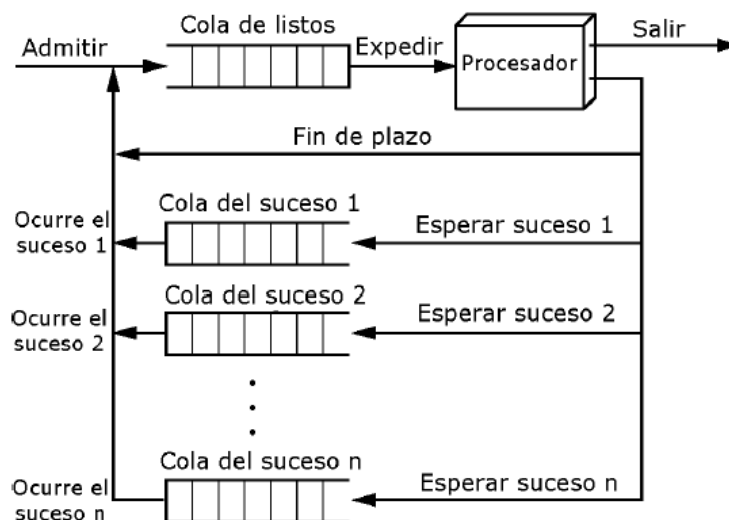 Cola de listos
Admitir
Expedir
Procesador
Salir
Fin de plazo
Cola del suceso 1
Ocurre el
suceso 1
Esperar suceso 1
Cola del suceso 2
Ocurre el
suceso 2
Esperar suceso 2
Cola del suceso n
Ocurre el
suceso n
Esperar suceso n